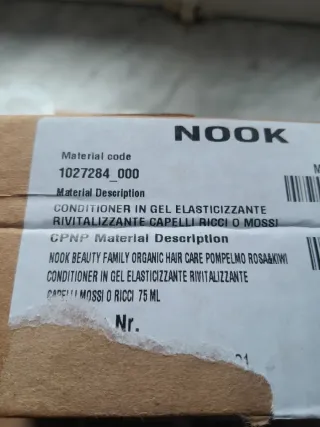 NOOK
Material code
1027284_000
Material Description
CONDITIONER IN GEL ELASTICIZZANTE
RIVITALIZZANTE CAPELLI RICCI O MOSSI
CPNP Material Description
NOOK BEAUTY FAMILY ORGANIC HAIR CARE POMPELMO ROSA&KIWI
CONDITIONER IN GEL ELASTICIZZANTE RIVITALIZZANTE
CAPELLI MOSSI O RICCI 75 ML
Nr.